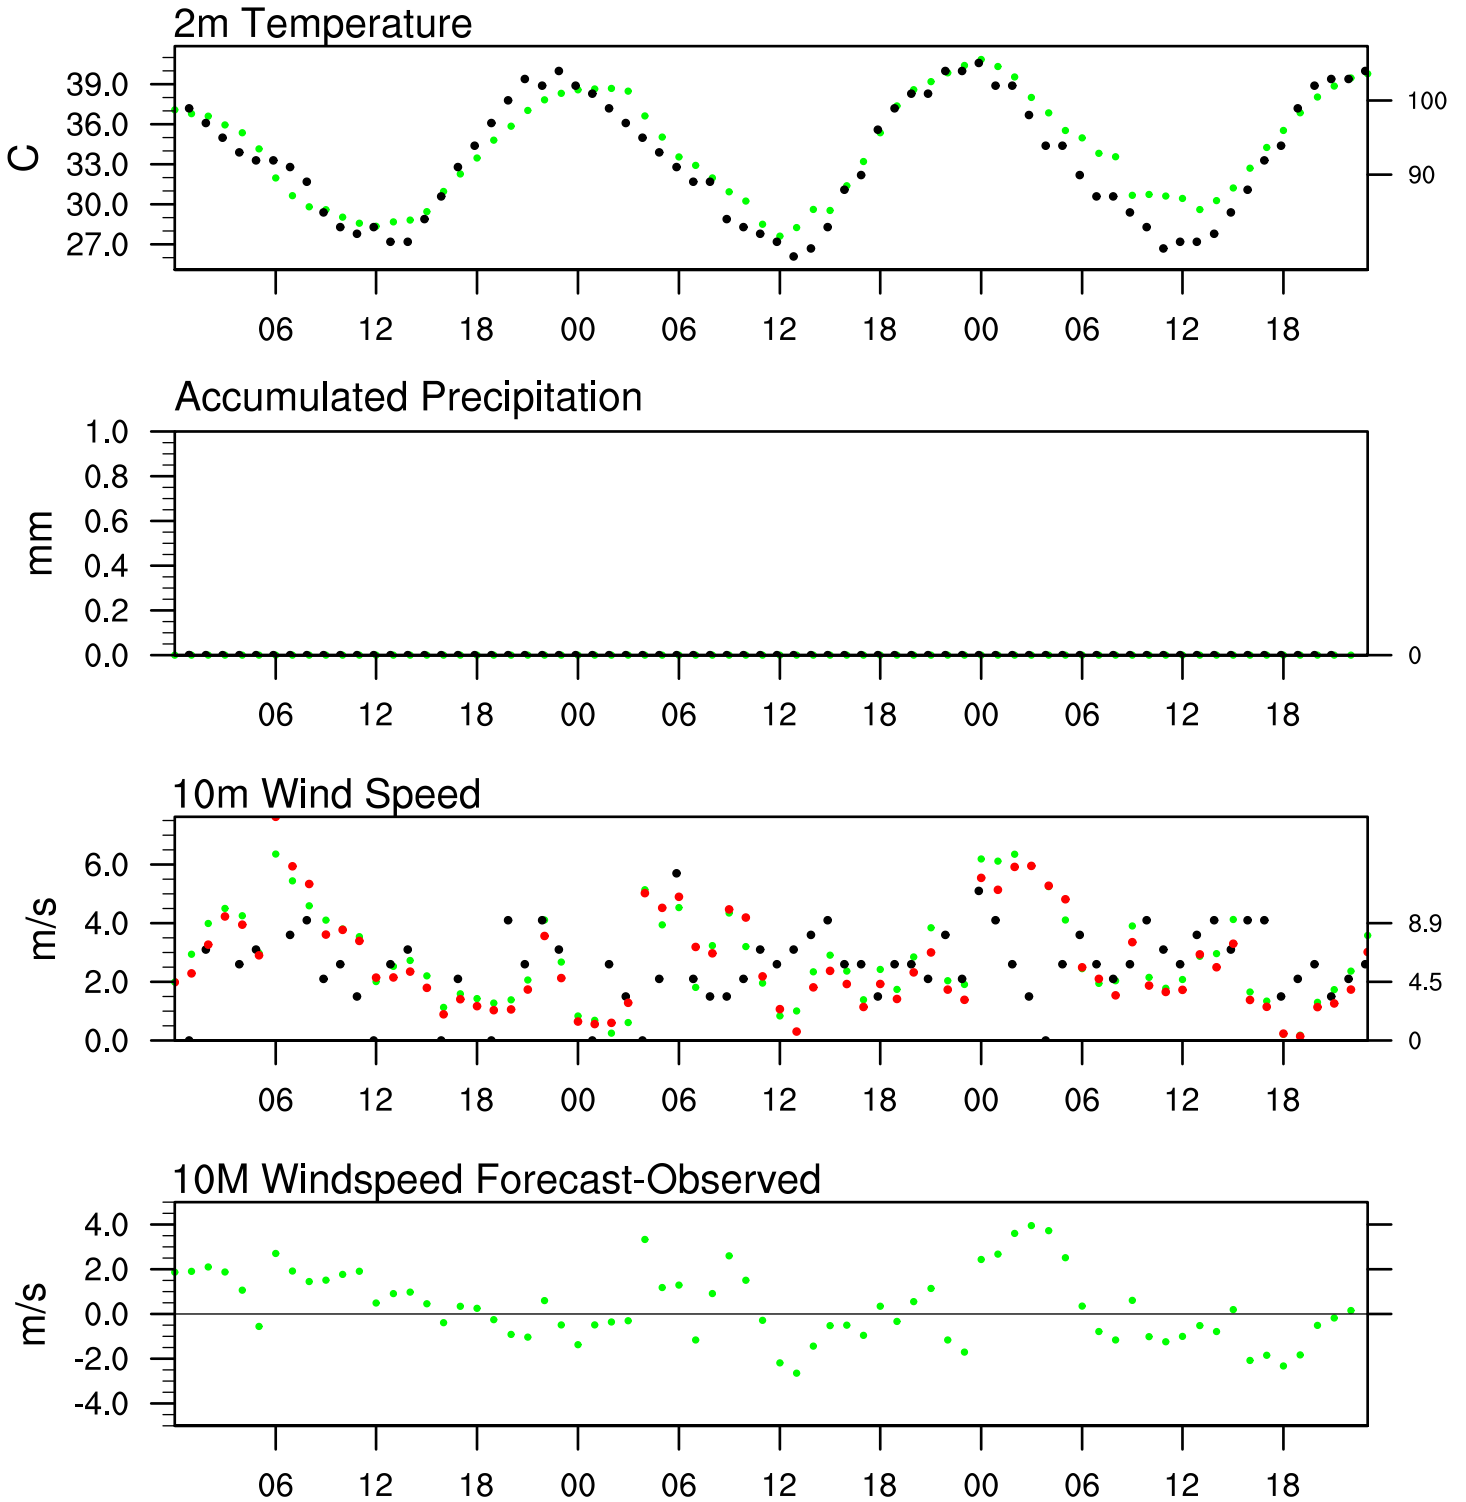 2m Temperature
39.0
36.0
33.0
30.0
27.0
C
100
90
06 12 18 00 06 12 18 00 06 12 18
Accumulated Precipitation
1.0
0.8
0.6
0.4
0.2
0.0
mm
0
06 12 18 00 06 12 18 00 06 12 18
10m Wind Speed
6.0
4.0
2.0
0.0
m/s
8.9
4.5
0
06 12 18 00 06 12 18 00 06 12 18
10M Windspeed Forecast-Observed
4.0
2.0
0.0
-2.0
-4.0
m/s
06 12 18 00 06 12 18 00 06 12 18